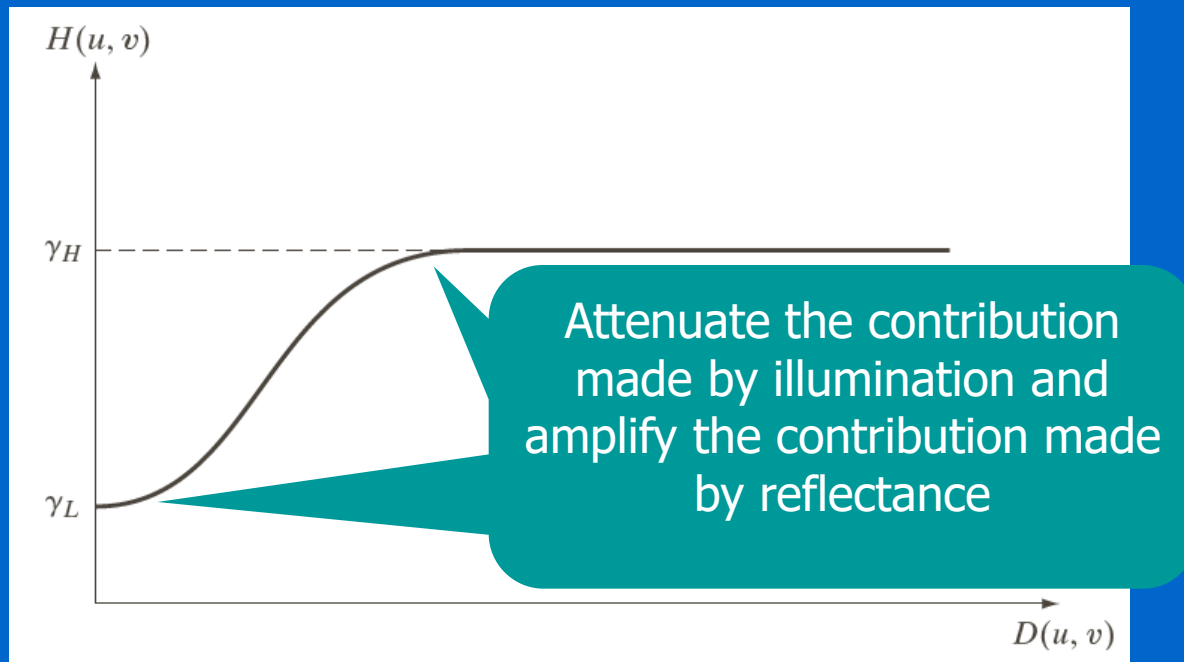 H(u, v)
γH
Attenuate the contribution
made by illumination and
amplify the contribution made
by reflectance
γL
D(u, v)